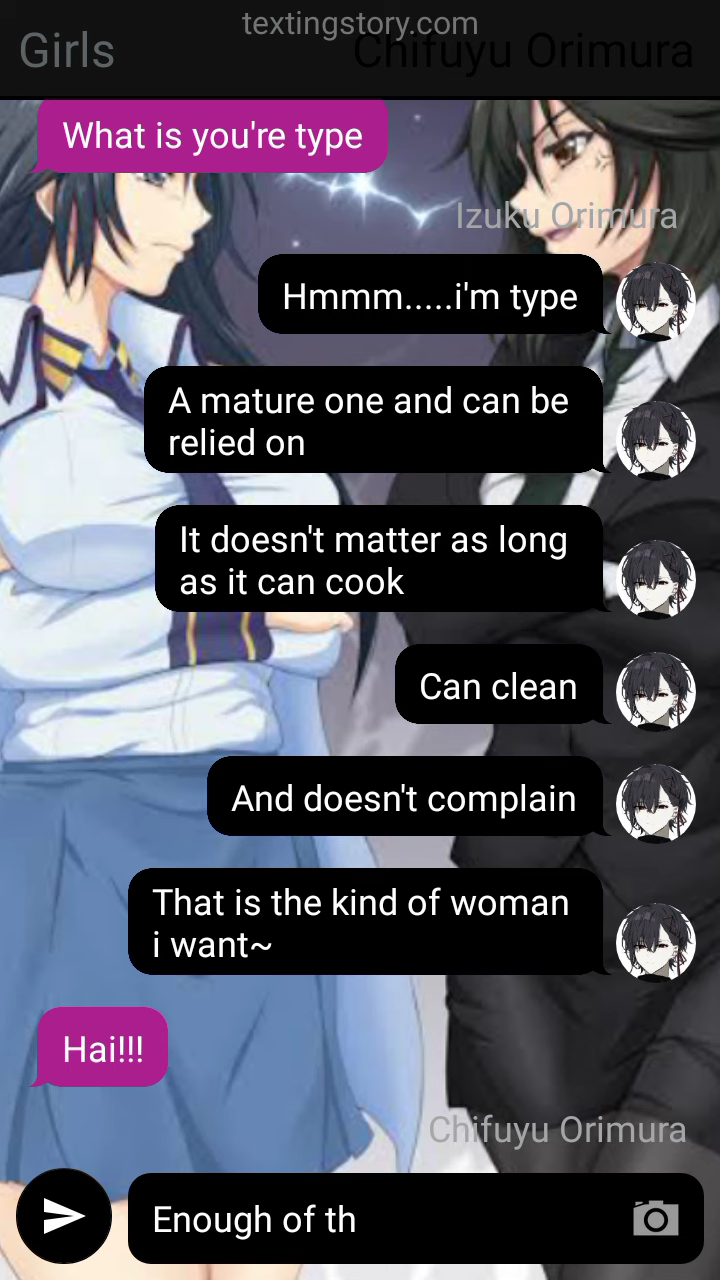 textingstory.com
Girls
Chifuyu Orimura
What is you're type
Izuku Orimura
Hmmm.....i'm type
A mature one and can be
relied on
It doesn't matter as long
as it can cook
Can clean
And doesn't complain
That is the kind of woman
i want~
Hai!!!
Chifuyu Orimura
Enough of th